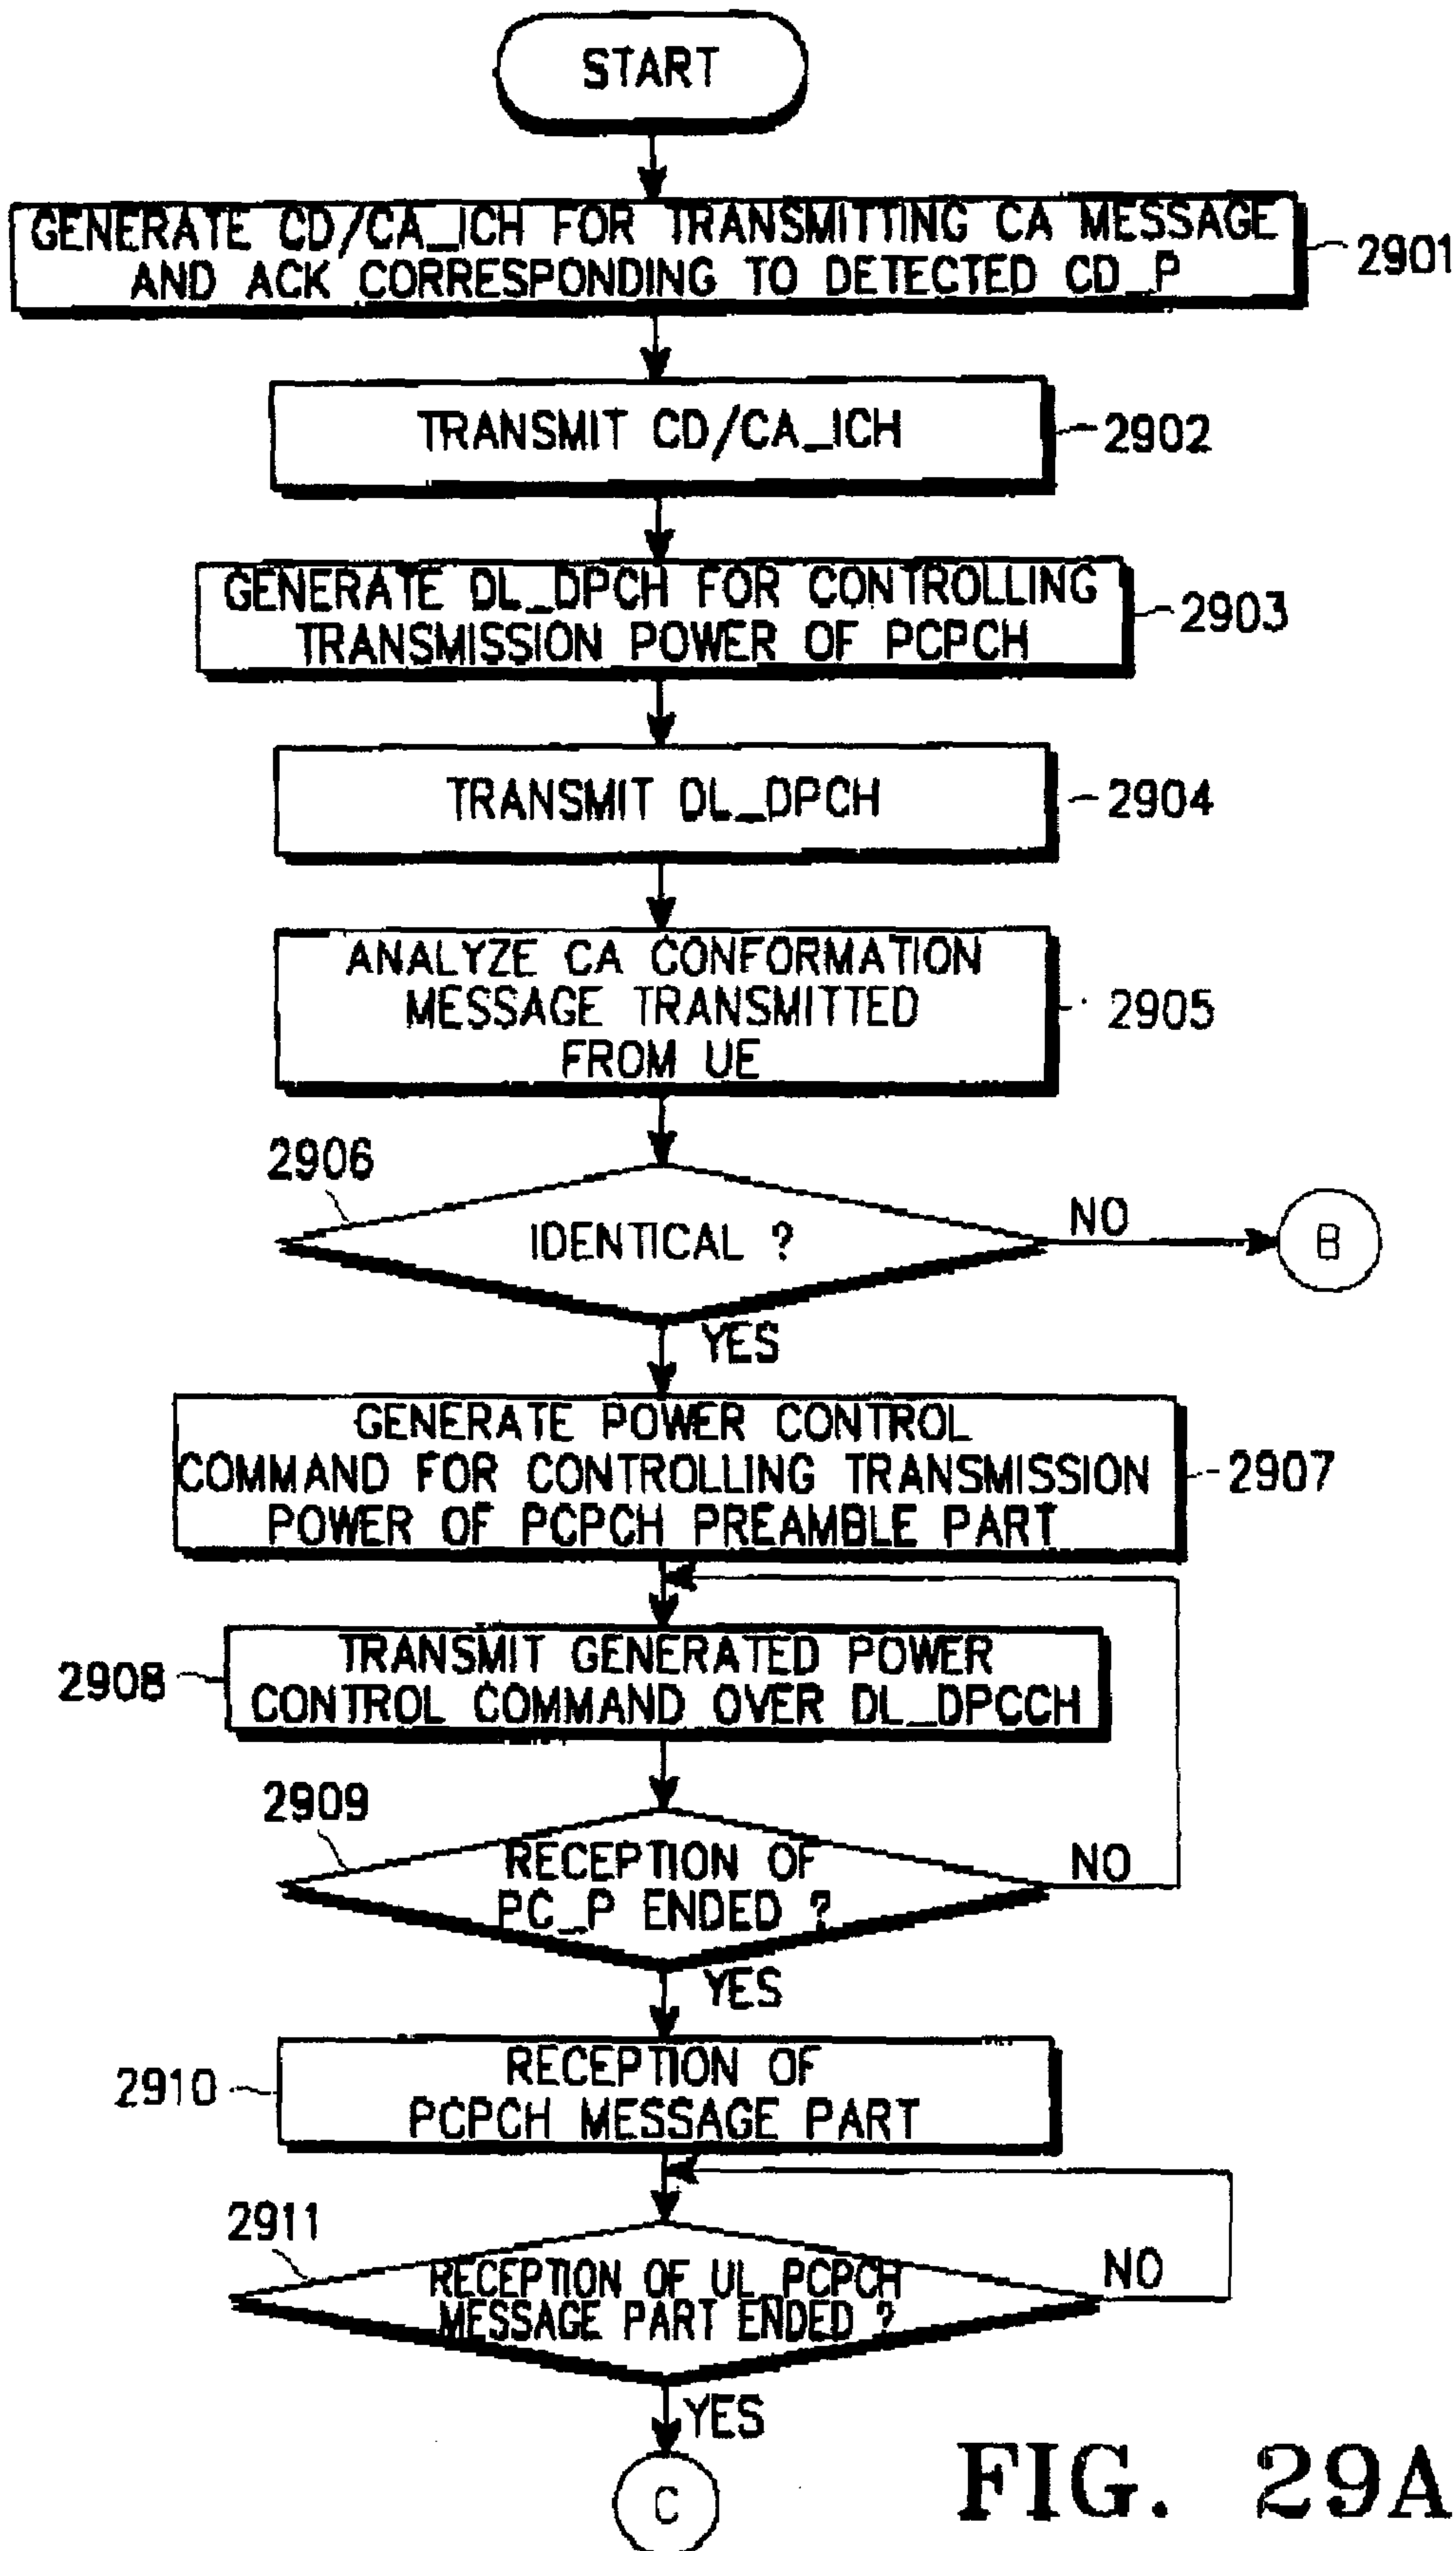 START
GENERATE CD/CA_ICH FOR TRANSMITTING CA MESSAGE
AND ACK CORRESPONDING TO DETECTED CD_P
2901
TRANSMIT CD/CA_ICH
2902
GENERATE DL_DPCH FOR CONTROLLING
TRANSMISSION POWER OF PCPCH
2903
TRANSMIT DL_DPCH
2904
ANALYZE CA CONFORMATION
MESSAGE TRANSMITTED
FROM UE
2905
2906
IDENTICAL ?
NO
B
YES
GENERATE POWER CONTROL
COMMAND FOR CONTROLLING TRANSMISSION
POWER OF PCPCH PREAMBLE PART
2907
2908
TRANSMIT GENERATED POWER
CONTROL COMMAND OVER DL_DPCCH
2909
RECEPTION OF
PC_P ENDED ?
NO
YES
2910
RECEPTION OF
PCPCH MESSAGE PART
2911
RECEPTION OF UL_PCPCH
MESSAGE PART ENDED ?
NO
YES
C
FIG. 29A